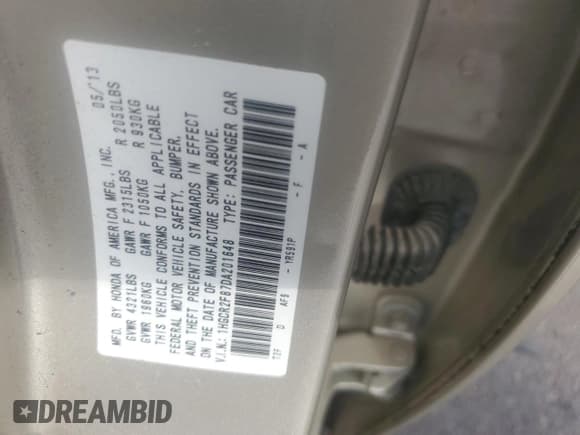 MFD. BY HONDA OF AMERICA MFG., INC. 05/'13
GVWR 4321LBS GAWR F 2315LBS R 2050LBS
GVWR 1960KG GAWR F 1050KG R 930KG
THIS VEHICLE CONFORMS TO ALL APPLICABLE
FEDERAL MOTOR VEHICLE SAFETY, BUMPER,
AND THEFT PREVENTION STANDARDS IN EFFECT
ON THE DATE OF MANUFACTURE SHOWN ABOVE.
V.I.N.: 1HGCR2F87DA201648 TYPE: PASSENGER CAR
D AF6 - YR591P - F - A
DREAMBID